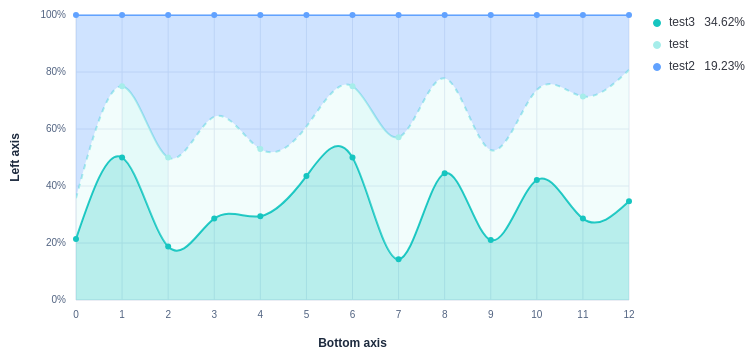 100%
80%
60%
40%
20%
0%
Left axis
0 1 2 3 4 5 6 7 8 9 10 11 12
Bottom axis
test3 34.62%
test
test2 19.23%